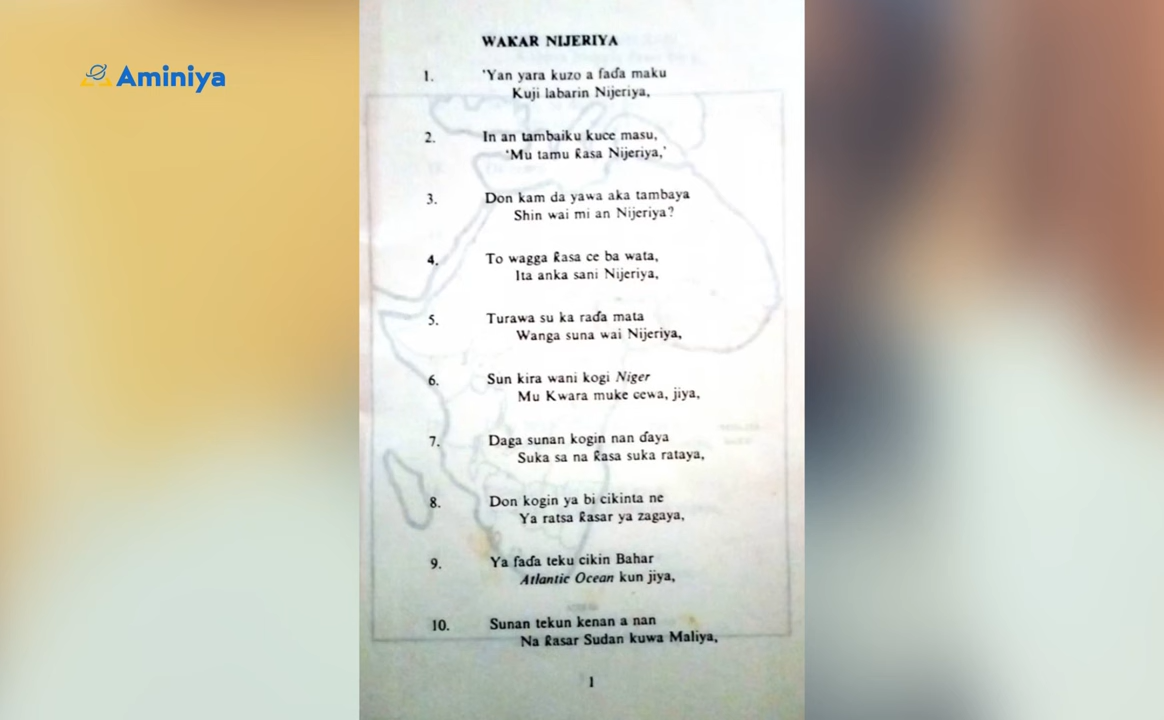 Aminiya
WAKAR NIJERIYA
1. 'Yan yara kuzo a faɗa maku
Kuji labarin Nijeriya,
2. In an tambaiku kuce masu,
'Mu tamu ƙasa Nijeriya,'
3. Don kam da yawa aka tambaya
Shin wai mi an Nijeriya?
4. To wagga ƙasa ce ba wata,
Ita anka sani Nijeriya,
5. Turawa su ka raɗa mata
Wanga suna wai Nijeriya,
6. Sun kira wani kogi Niger
Mu Kwara muke cewa, jiya,
7. Daga sunan kogin nan ɗaya
Suka sa na ƙasa suka rataya,
8. Don kogin ya bi cikinta ne
Ya ratsa ƙasar ya zagaya,
9. Ya faɗa teku cikin Bahar
Atlantic Ocean kun jiya,
10. Sunan tekun kenan a nan
Na ƙasar Sudan kuwa Maliya,
1